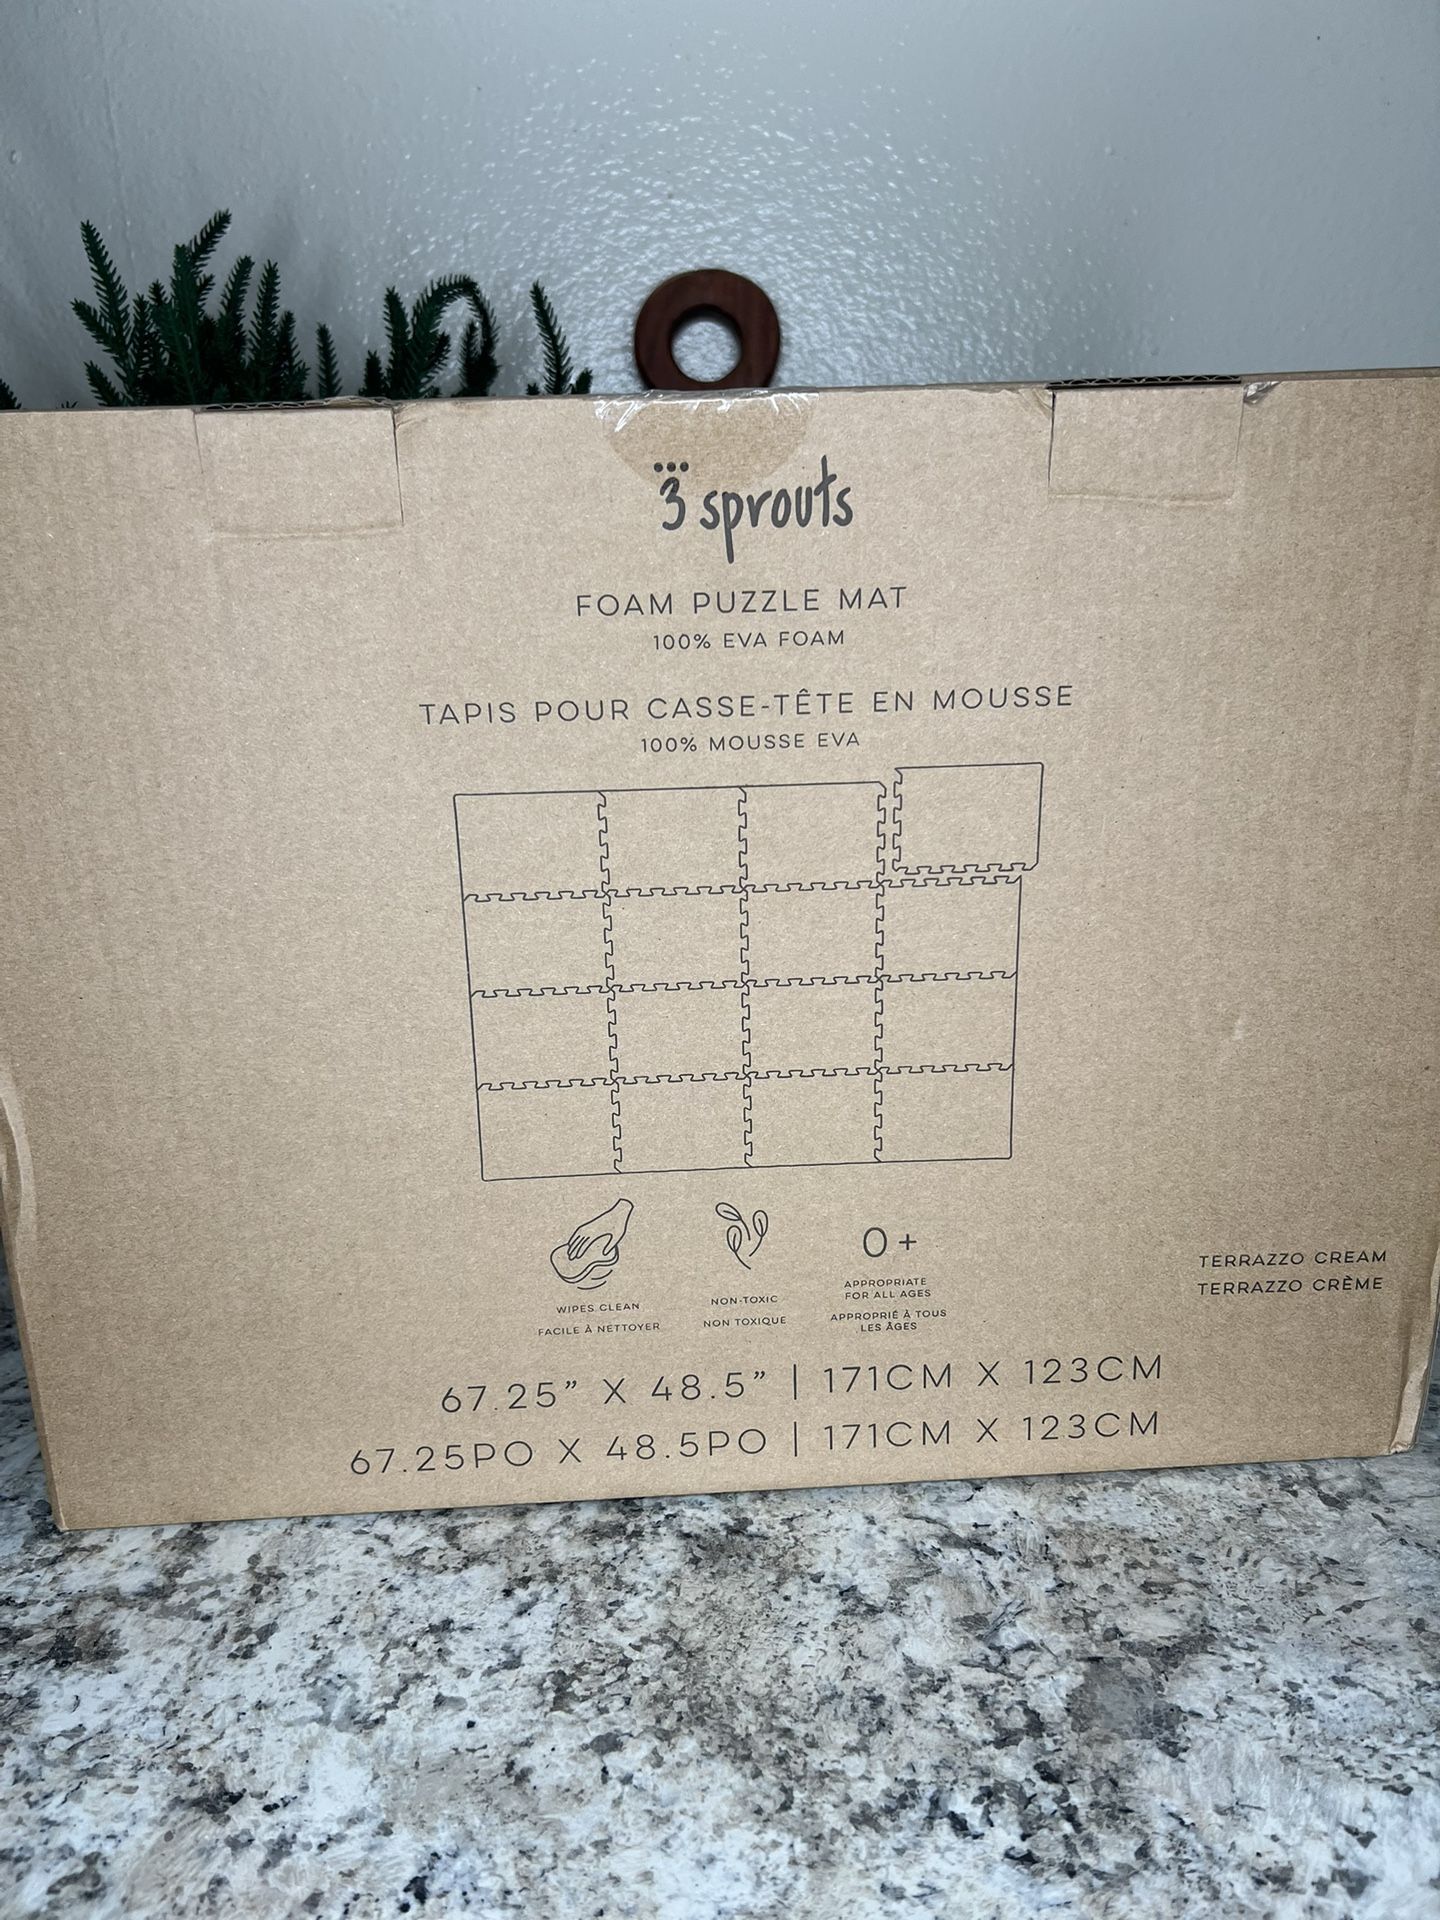 3 sprouts
FOAM PUZZLE MAT
100% EVA FOAM
TAPIS POUR CASSE-TÊTE EN MOUSSE
100% MOUSSE EVA
WIPES CLEAN
FACILE À NETTOYER
NON-TOXIC
NON TOXIQUE
0+
APPROPRIATE
FOR ALL AGES
APPROPRIÉ À TOUS
LES ÂGES
TERRAZZO CREAM
TERRAZZO CRÈME
67.25” X 48.5” | 171CM X 123CM
67.25PO X 48.5PO | 171CM X 123CM